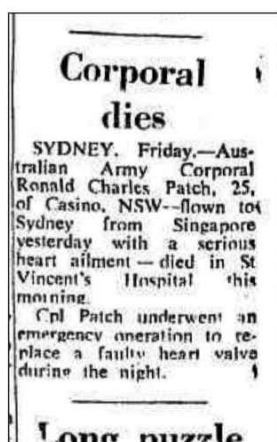 Corporal
dies
SYDNEY. Friday.—Aus-
tralian Army Corporal
Ronald Charles Patch, 25,
of Casino, NSW--flown to
Sydney from Singapore
yesterday with a serious
heart ailment — died in St
Vincent's Hospital this
morning.
Cpl Patch underwent an
emergency operation to re-
place a faulty heart valve
during the night.
Long puzzle